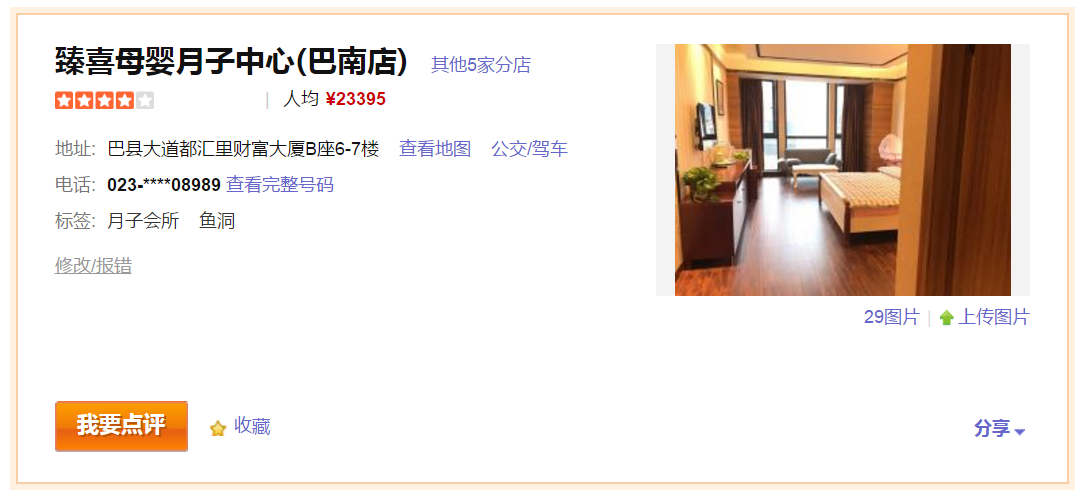 臻喜母婴月子中心(巴南店) 其他5家分店
| 人均 ¥23395
地址: 巴县大道都汇里财富大厦B座6-7楼 查看地图 公交/驾车
电话: 023-****08989 查看完整号码
标签: 月子会所 鱼洞
修改/报错
29图片 | 上传图片
我要点评 收藏
分享